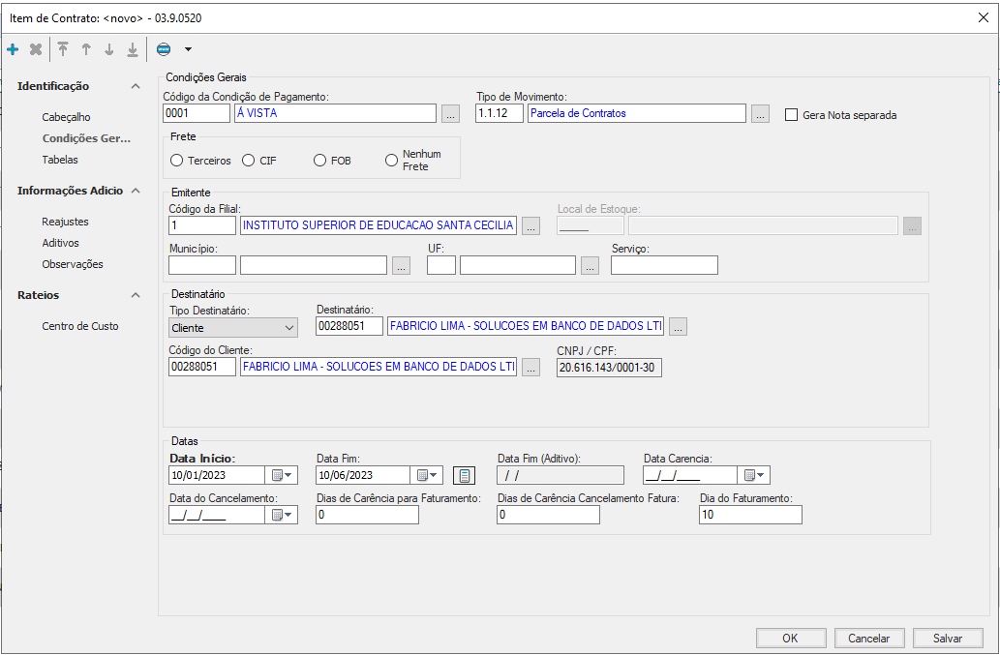 Item de Contrato: <novo> - 03.9.0520
Identificação
Cabeçalho
Condições Ger...
Tabelas
Informações Adicio
Reajustes
Aditivos
Observações
Rateios
Centro de Custo
Condições Gerais
Código da Condição de Pagamento: Tipo de Movimento:
0001 Á VISTA ... 1.1.12 Parcela de Contratos ... Gera Nota separada
Frete
Terceiros CIF FOB Nenhum
Frete
Emitente
Código da Filial: Local de Estoque:
1 INSTITUTO SUPERIOR DE EDUCACAO SANTA CECILIA ... _____ ...
Município: UF: Serviço:
... ...
Destinatário
Tipo Destinatário: Destinatário:
Cliente 00288051 FABRICIO LIMA - SOLUCOES EM BANCO DE DADOS LTI ...
Código do Cliente: CNPJ / CPF:
00288051 FABRICIO LIMA - SOLUCOES EM BANCO DE DADOS LTI ... 20.616.143/0001-30
Datas
Data Início: Data Fim: Data Fim (Aditivo): Data Carencia:
10/01/2023 10/06/2023 / / __/__/____
Data do Cancelamento: Dias de Carência para Faturamento: Dias de Carência Cancelamento Fatura: Dia do Faturamento:
__/__/____ 0 0 10
OK Cancelar Salvar